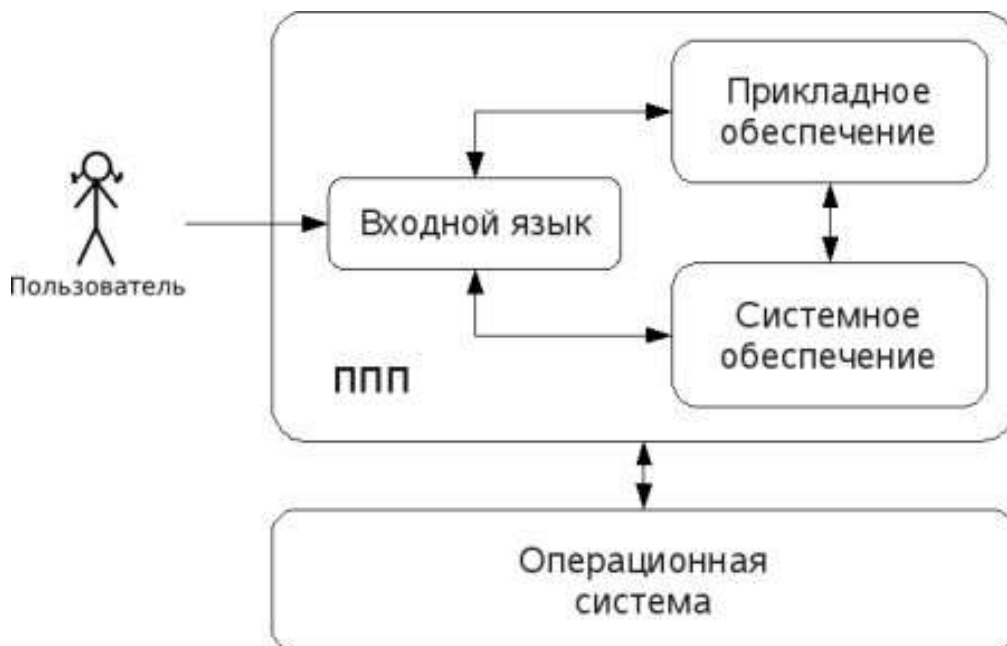 Прикладное
обеспечение
Входной язык
Пользователь
Системное
обеспечение
ППП
Операционная
система